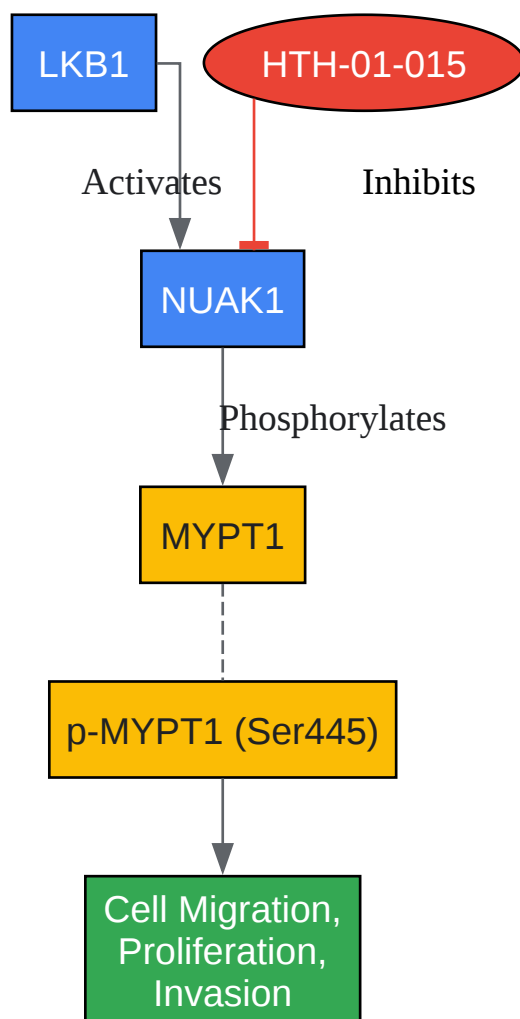 LKB1
HTH-01-015
Activates
Inhibits
NUAK1
Phosphorylates
MYPT1
p-MYPT1 (Ser445)
Cell Migration,
Proliferation,
Invasion